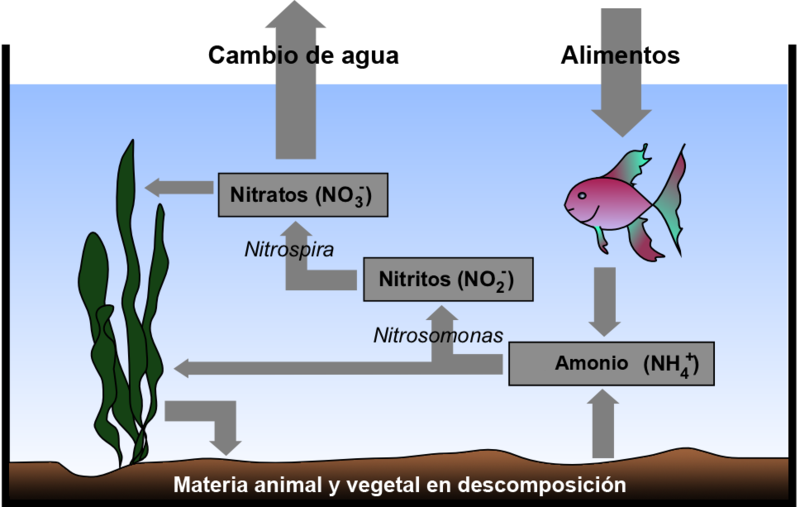 Cambio de agua
Alimentos
Nitratos (NO₃⁻)
Nitrospira
Nitritos (NO₂⁻)
Nitrosomonas
Amonio (NH₄⁺)
Materia animal y vegetal en descomposición